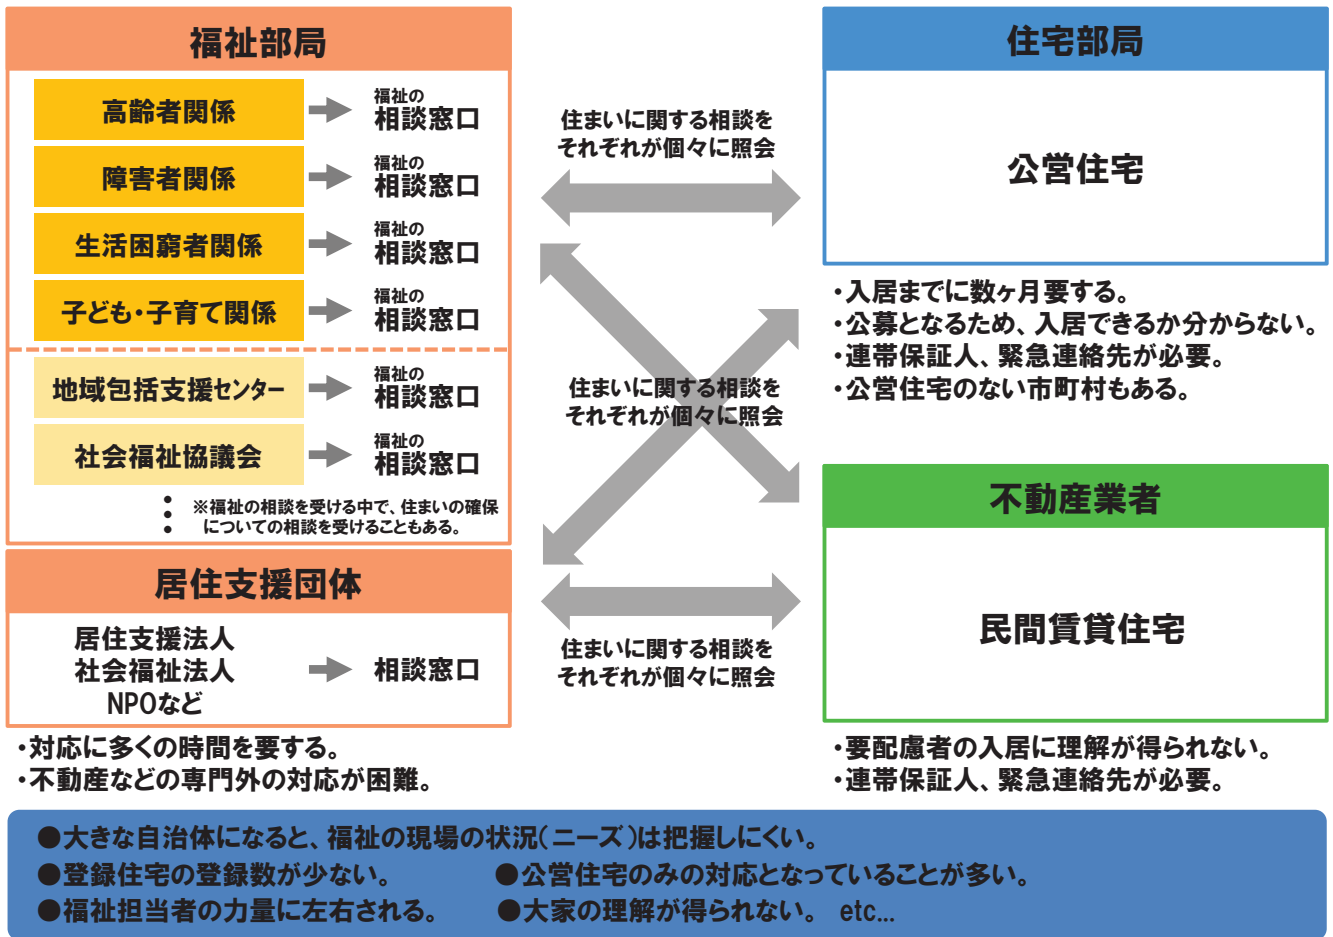 福祉部局
高齢者関係
福祉の
相談窓口
障害者関係
福祉の
相談窓口
生活困窮者関係
福祉の
相談窓口
子ども・子育て関係
福祉の
相談窓口
地域包括支援センター
福祉の
相談窓口
社会福祉協議会
福祉の
相談窓口
※福祉の相談を受ける中で、住まいの確保
についての相談を受けることもある。
居住支援団体
居住支援法人
社会福祉法人
NPOなど
相談窓口
・対応に多くの時間を要する。
・不動産などの専門外の対応が困難。
住まいに関する相談を
それぞれが個々に照会
住まいに関する相談を
それぞれが個々に照会
住まいに関する相談を
それぞれが個々に照会
住宅部局
公営住宅
・入居までに数ヶ月要する。
・公募となるため、入居できるか分からない。
・連帯保証人、緊急連絡先が必要。
・公営住宅のない市町村もある。
不動産業者
民間賃貸住宅
・要配慮者の入居に理解が得られない。
・連帯保証人、緊急連絡先が必要。
●大きな自治体になると、福祉の現場の状況（ニーズ）は把握しにくい。
●登録住宅の登録数が少ない。 ●公営住宅のみの対応となっていることが多い。
●福祉担当者の力量に左右される。 ●大家の理解が得られない。 etc...